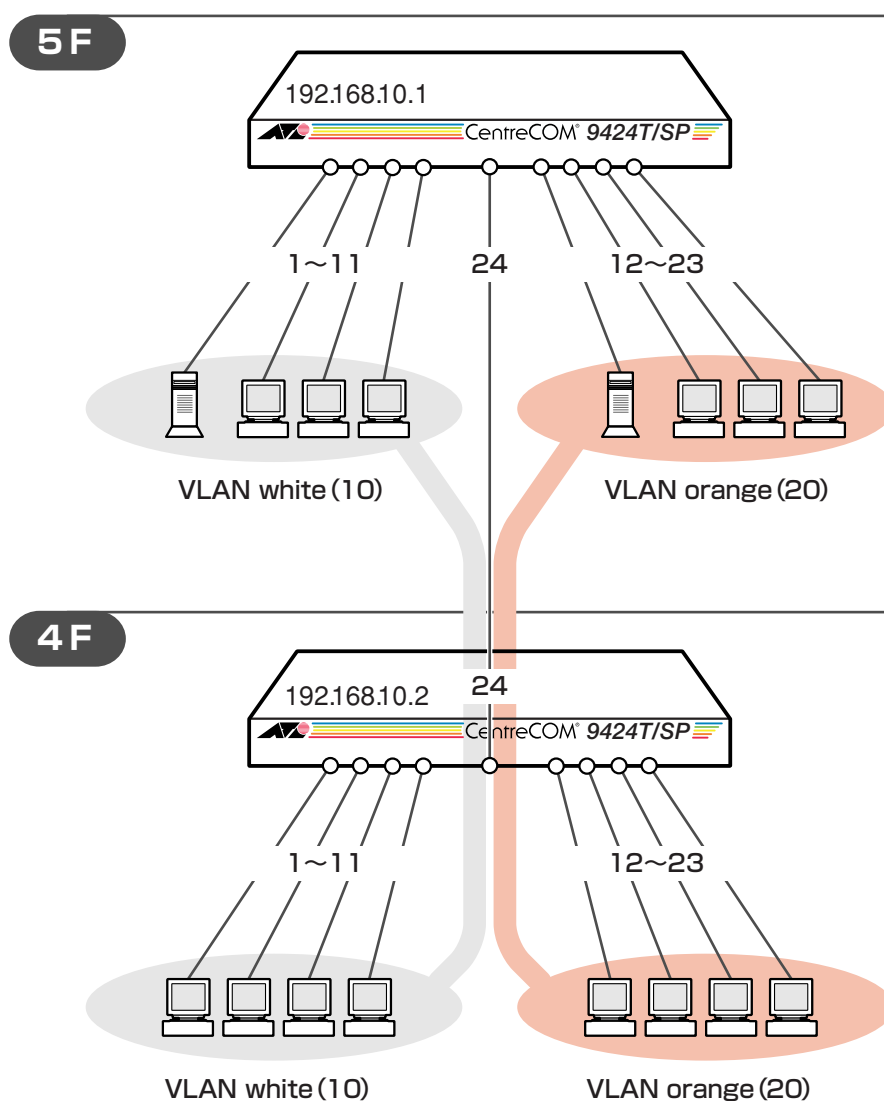 5F
192.168.10.1
CentreCOM® 9424T/SP
1～11
24
12～23
VLAN white(10)
VLAN orange(20)
4F
192.168.10.2
24
CentreCOM® 9424T/SP
1～11
12～23
VLAN white(10)
VLAN orange(20)